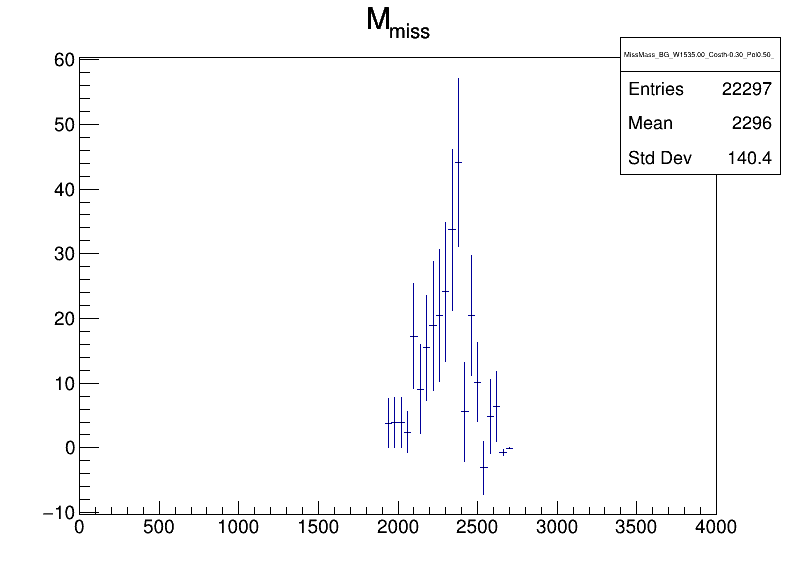 M_miss
MissMass_BG_W1535.00_Costh-0.30_Pol0.50_
Entries 22297
Mean 2296
Std Dev 140.4
60
50
40
30
20
10
0
−10
0 500 1000 1500 2000 2500 3000 3500 4000